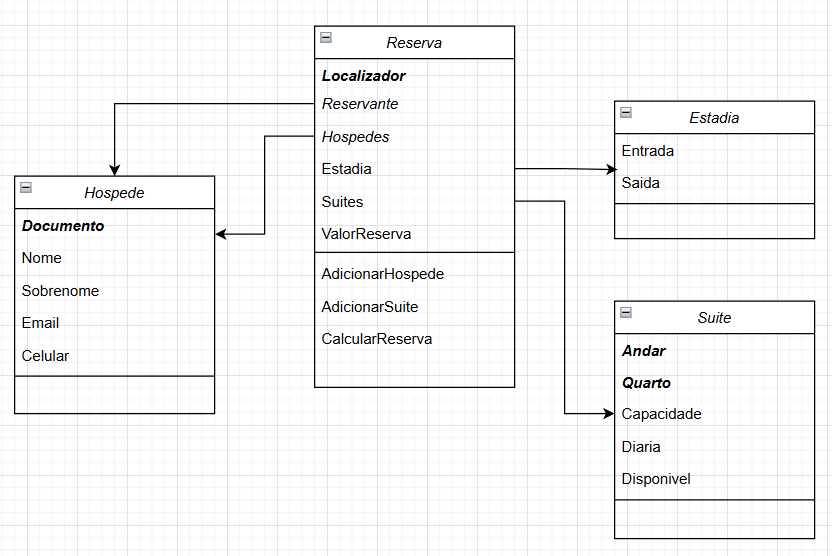 Reserva
Localizador
Reservante
Hospedes
Estadia
Suites
ValorReserva
AdicionarHospede
AdicionarSuite
CalcularReserva
Hospede
Documento
Nome
Sobrenome
Email
Celular
Estadia
Entrada
Saida
Suite
Andar
Quarto
Capacidade
Diaria
Disponivel